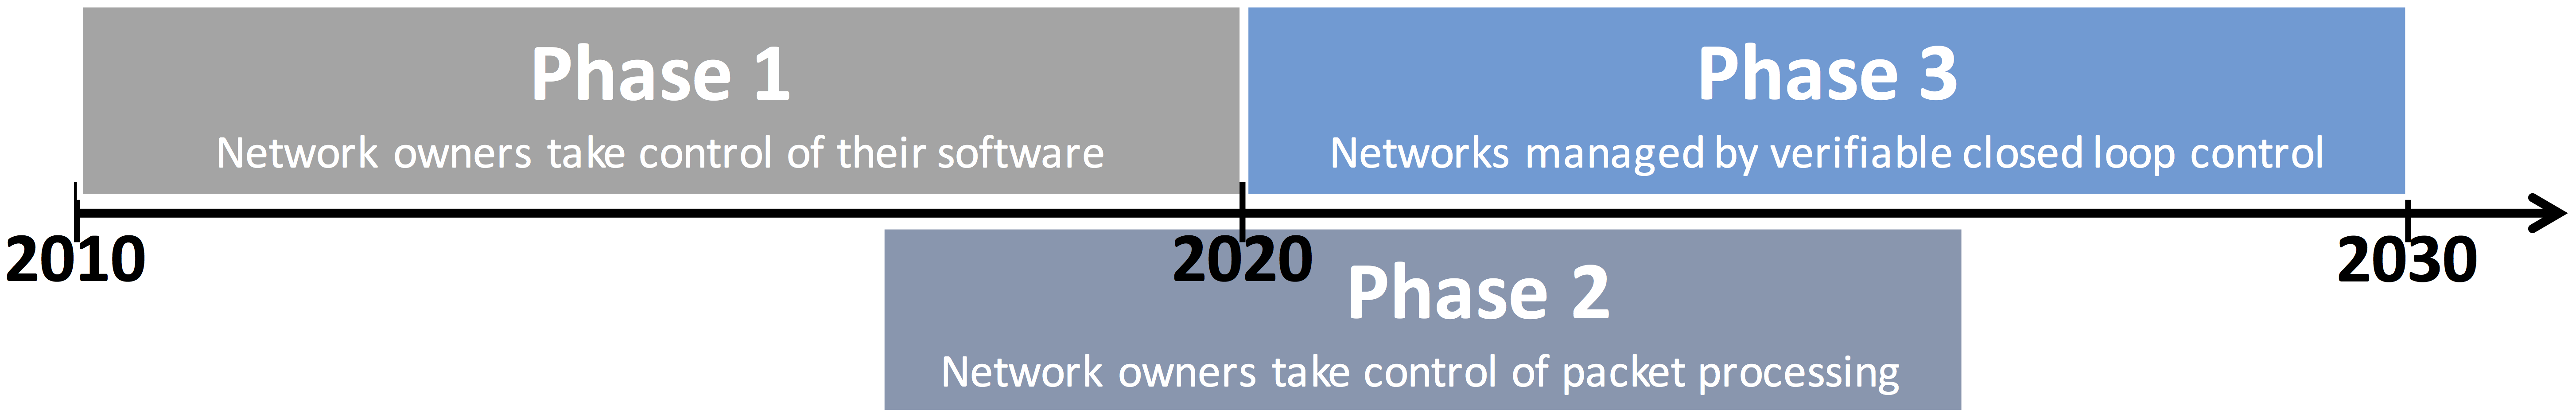 Phase 1
Network owners take control of their software
Phase 3
Networks managed by verifiable closed loop control
2010
2020
2030
Phase 2
Network owners take control of packet processing